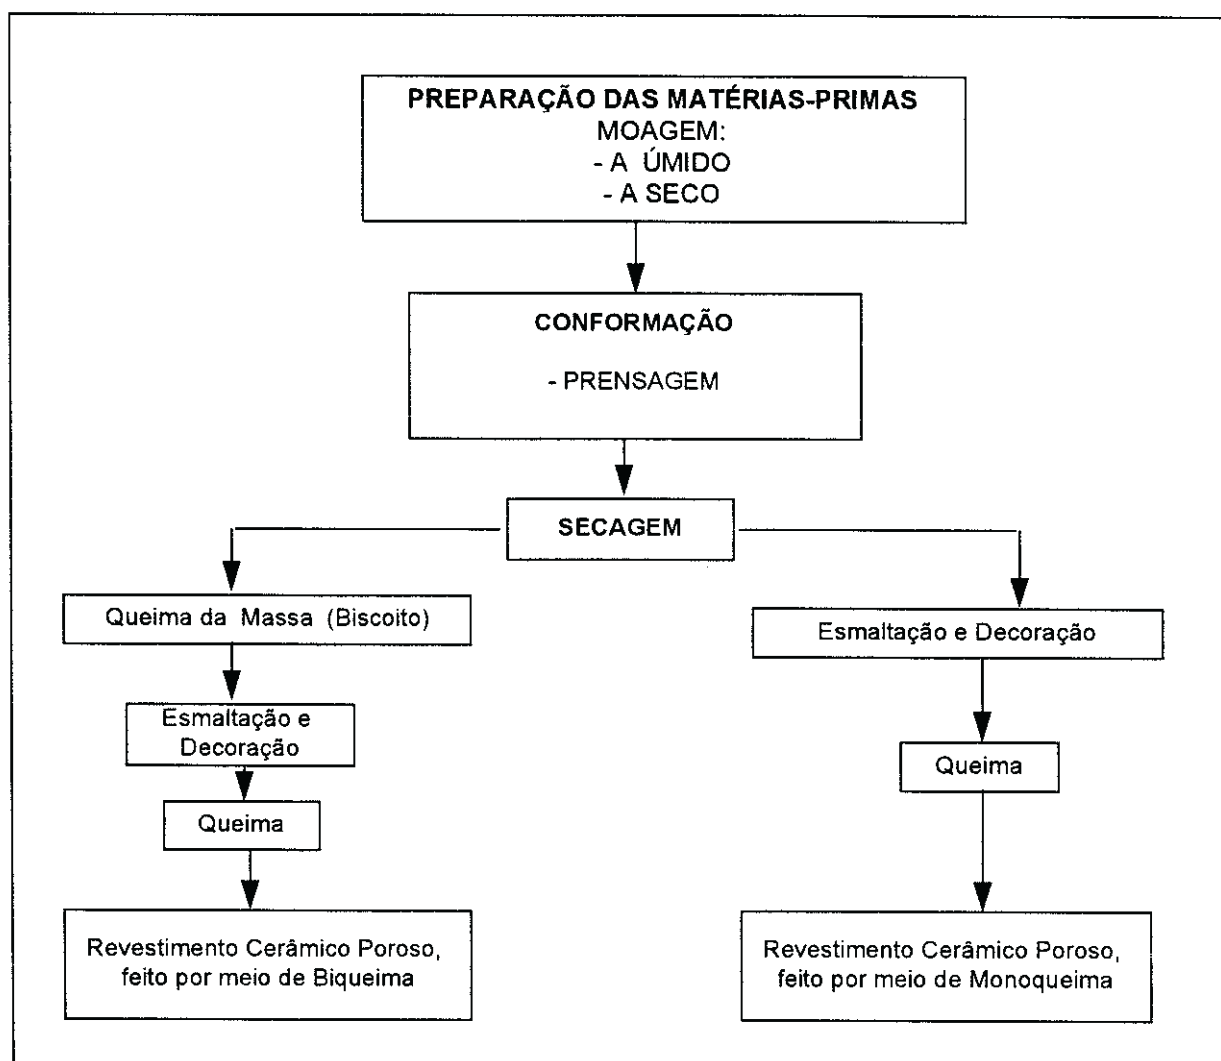 PREPARAÇÃO DAS MATÉRIAS-PRIMAS
MOAGEM:
- A ÚMIDO
- A SECO
CONFORMAÇÃO
- PRENSAGEM
SECAGEM
Queima da Massa (Biscoito)
Esmaltação e
Decoração
Queima
Revestimento Cerâmico Poroso,
feito por meio de Biqueima
Esmaltação e Decoração
Queima
Revestimento Cerâmico Poroso,
feito por meio de Monoqueima